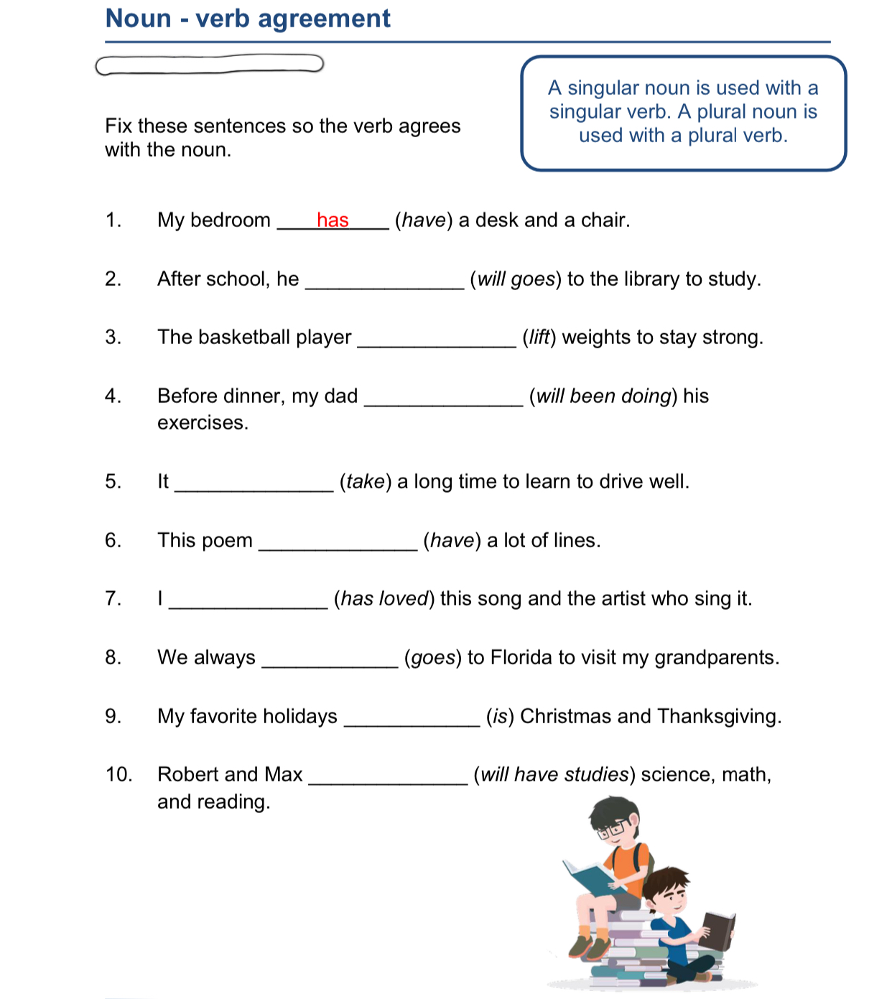 Noun - verb agreement
A singular noun is used with a
singular verb. A plural noun is
used with a plural verb.
Fix these sentences so the verb agrees
with the noun.
1. My bedroom ____has____ (have) a desk and a chair.
2. After school, he ______________ (will goes) to the library to study.
3. The basketball player ______________ (lift) weights to stay strong.
4. Before dinner, my dad ______________ (will been doing) his
exercises.
5. It ______________ (take) a long time to learn to drive well.
6. This poem ______________ (have) a lot of lines.
7. I ______________ (has loved) this song and the artist who sing it.
8. We always ____________ (goes) to Florida to visit my grandparents.
9. My favorite holidays ____________ (is) Christmas and Thanksgiving.
10. Robert and Max ______________ (will have studies) science, math,
and reading.